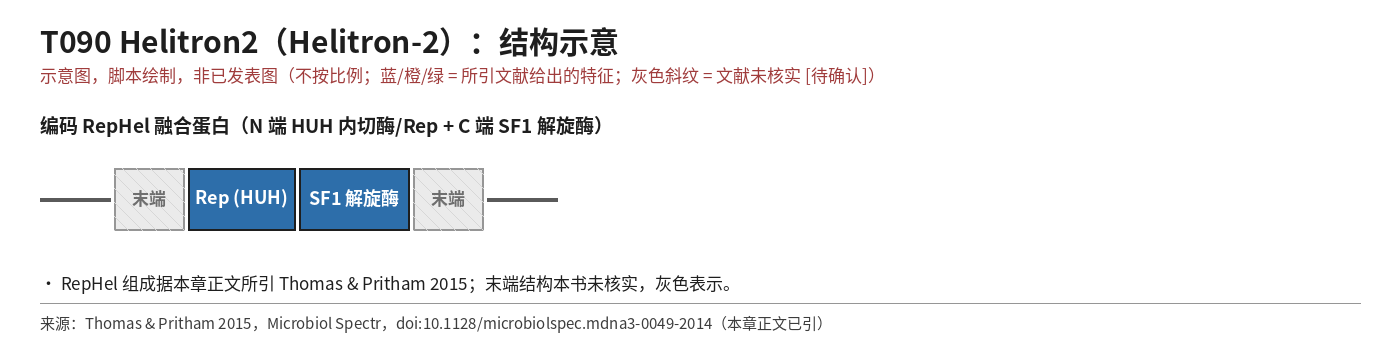 T090 Helitron2（Helitron-2）：结构示意
示意图，脚本绘制，非已发表图（不按比例；蓝/橙/绿 = 所引文献给出的特征；灰色斜纹 = 文献未核实 [待确认]）
编码 RepHel 融合蛋白（N 端 HUH 内切酶/Rep + C 端 SF1 解旋酶）
末端 Rep (HUH) SF1 解旋酶 末端
• RepHel 组成据本章正文所引 Thomas & Pritham 2015；末端结构本书未核实，灰色表示。
来源：Thomas & Pritham 2015，Microbiol Spectr，doi:10.1128/microbiolspec.mdna3-0049-2014（本章正文已引）